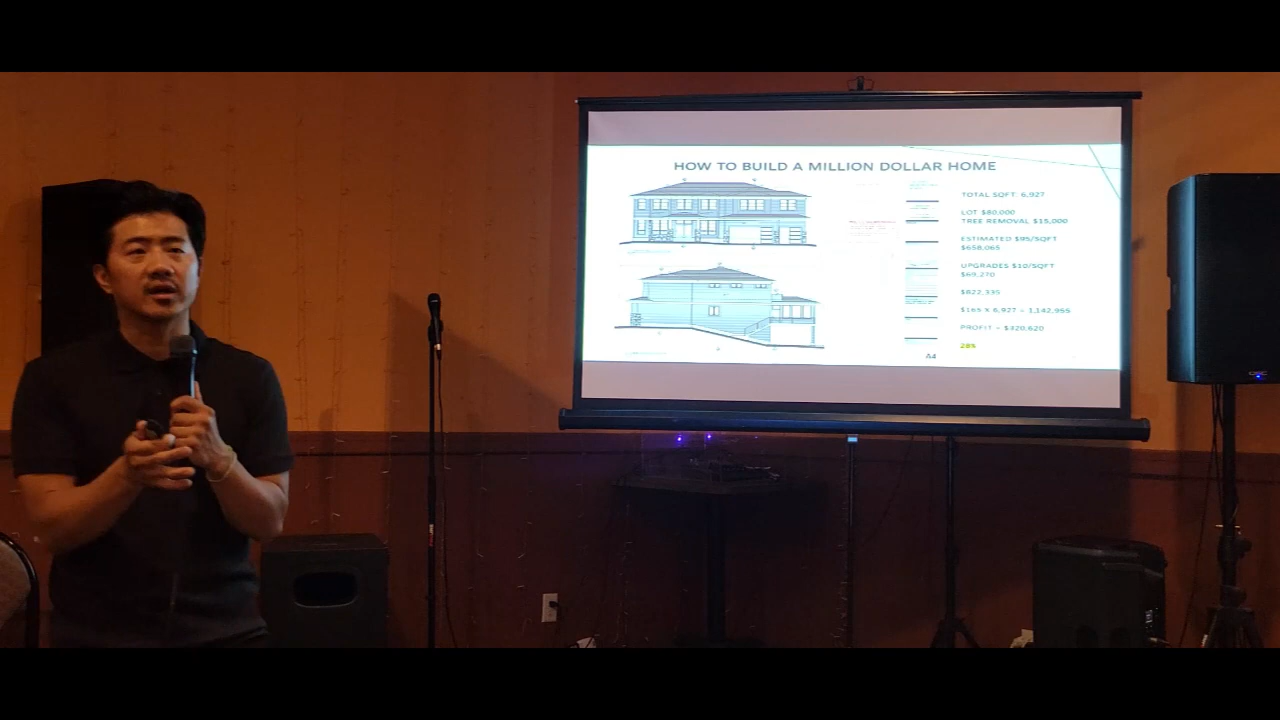 HOW TO BUILD A MILLION DOLLAR HOME
TOTAL SQFT: 6,927
LOT $80,000
TREE REMOVAL $15,000
ESTIMATED $95/SQFT
$658,065
UPGRADES $10/SQFT
$69,270
$822,335
$165 X 6,927 = 1,142,955
PROFIT = $320,620
28%
A4
QSC